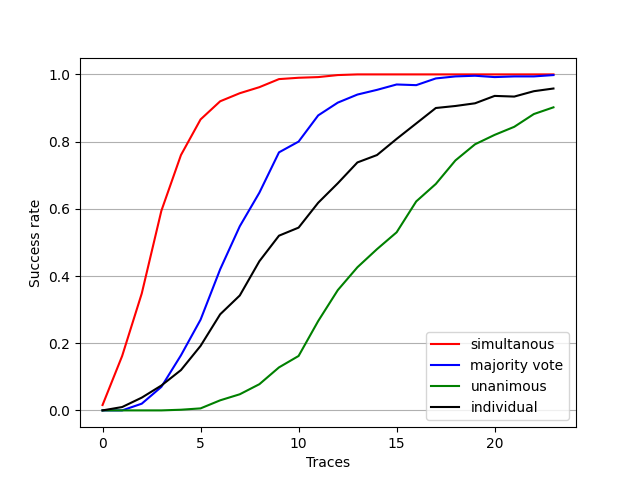 1.0
0.8
0.6
0.4
0.2
0.0
Success rate
0
5
10
15
20
Traces
simultanous
majority vote
unanimous
individual